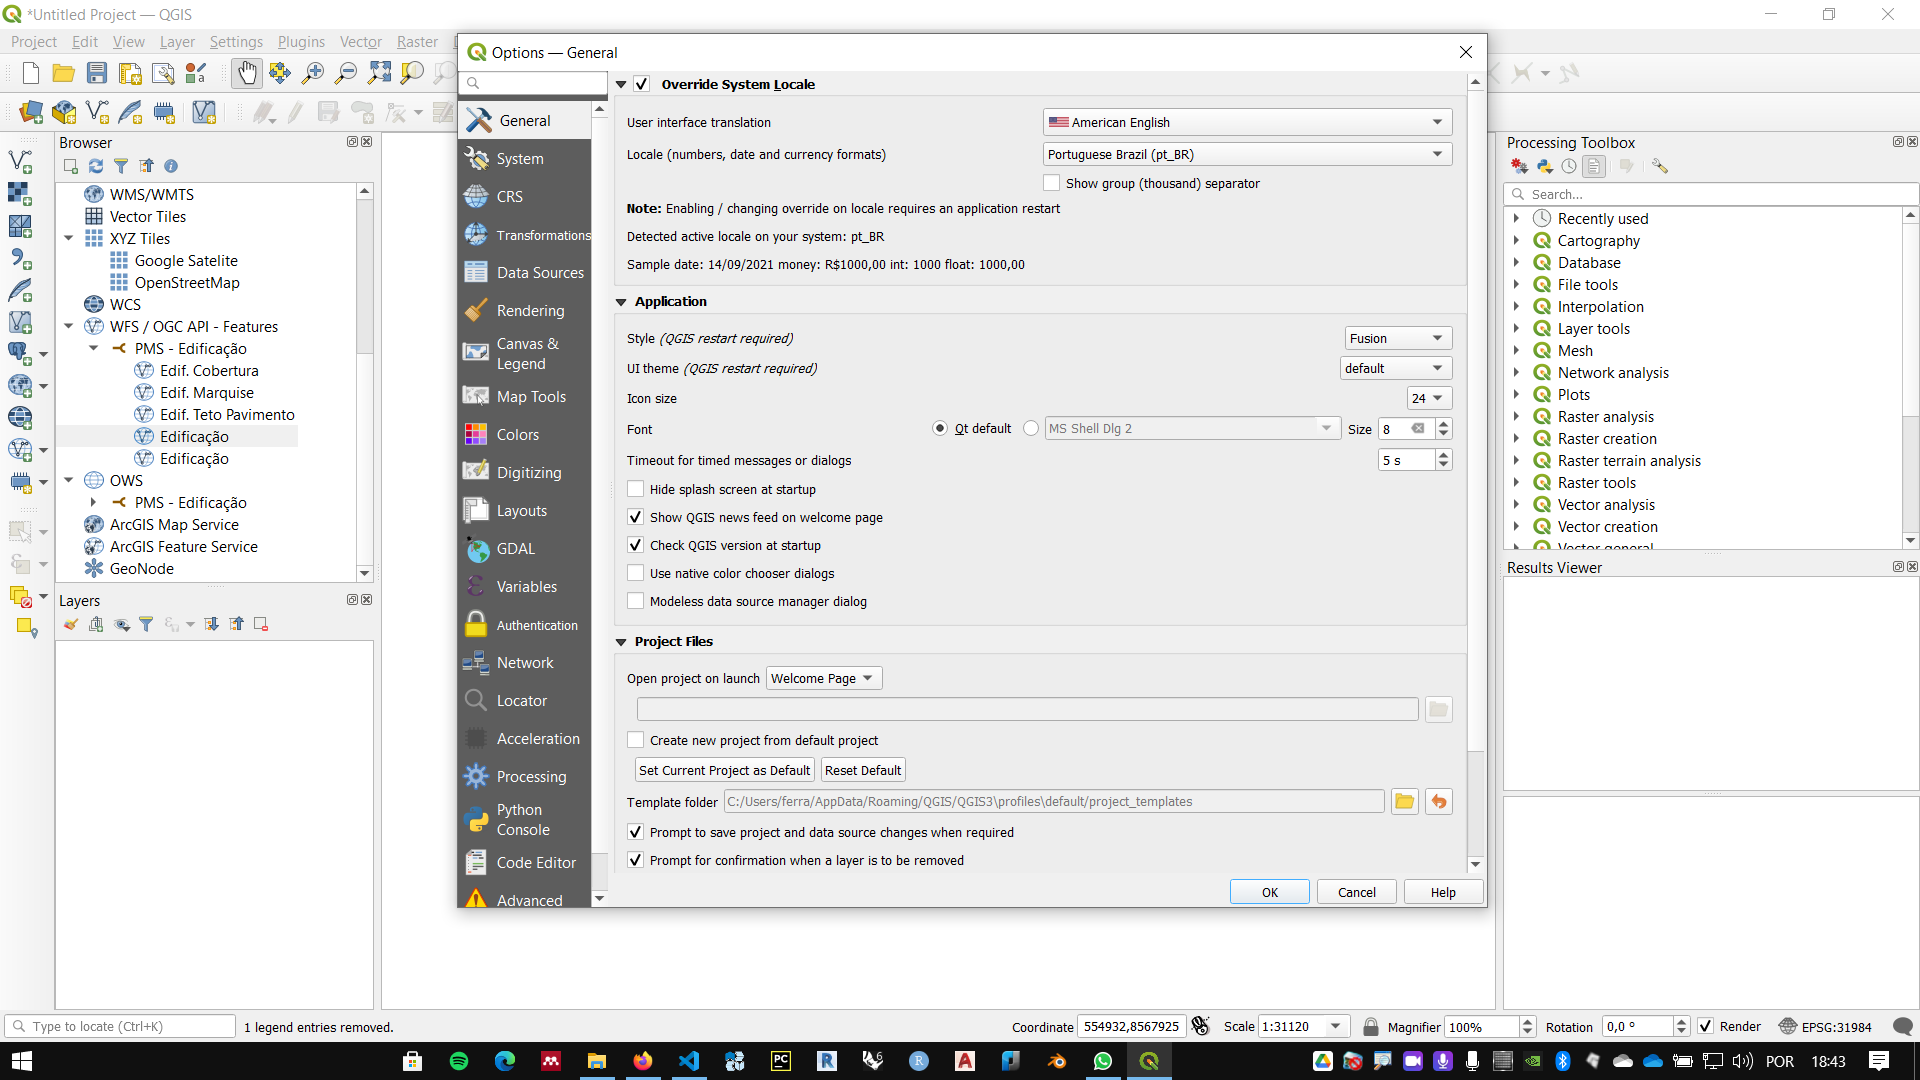 *Untitled Project — QGIS
Project Edit View Layer Settings Plugins Vector Raster
Options — General
Browser
WMS/WMTS
Vector Tiles
XYZ Tiles
Google Satelite
OpenStreetMap
WCS
WFS / OGC API - Features
PMS - Edificação
Edif. Cobertura
Edif. Marquise
Edif. Teto Pavimento
Edificação
Edificação
OWS
PMS - Edificação
ArcGIS Map Service
ArcGIS Feature Service
GeoNode
Layers
General
System
CRS
Transformations
Data Sources
Rendering
Canvas &
Legend
Map Tools
Colors
Digitizing
Layouts
GDAL
Variables
Authentication
Network
Locator
Acceleration
Processing
Python
Console
Code Editor
Advanced
Override System Locale
User interface translation American English
Locale (numbers, date and currency formats) Portuguese Brazil (pt_BR)
Show group (thousand) separator
Note: Enabling / changing override on locale requires an application restart
Detected active locale on your system: pt_BR
Sample date: 14/09/2021 money: R$1000,00 int: 1000 float: 1000,00
Application
Style (QGIS restart required) Fusion
UI theme (QGIS restart required) default
Icon size 24
Font Qt default MS Shell Dlg 2 Size 8
Timeout for timed messages or dialogs 5 s
Hide splash screen at startup
Show QGIS news feed on welcome page
Check QGIS version at startup
Use native color chooser dialogs
Modeless data source manager dialog
Project Files
Open project on launch Welcome Page
Create new project from default project
Set Current Project as Default Reset Default
Template folder C:/Users/ferra/AppData/Roaming/QGIS/QGIS3\profiles\default/project_templates
Prompt to save project and data source changes when required
Prompt for confirmation when a layer is to be removed
OK Cancel Help
Processing Toolbox
Search...
Recently used
Cartography
Database
File tools
Interpolation
Layer tools
Mesh
Network analysis
Plots
Raster analysis
Raster creation
Raster terrain analysis
Raster tools
Vector analysis
Vector creation
Vector general
Results Viewer
Type to locate (Ctrl+K) 1 legend entries removed. Coordinate 554932,8567925 Scale 1:31120 Magnifier 100% Rotation 0,0 ° Render EPSG:31984
PC R 6 R A POR 18:43